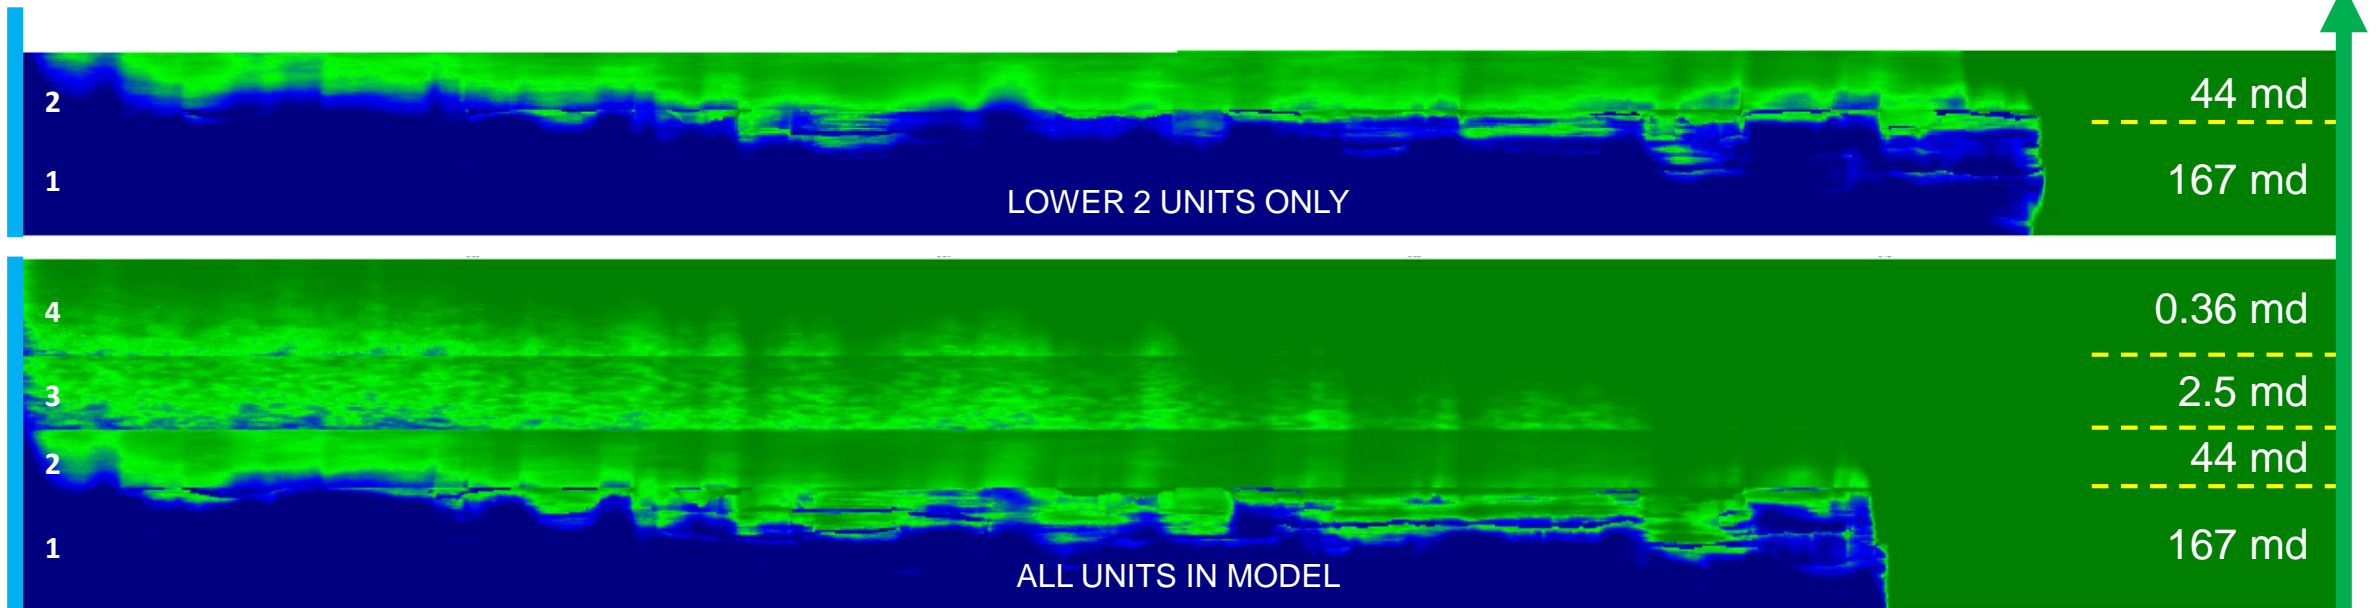 2
44 md
1
167 md
LOWER 2 UNITS ONLY
4
0.36 md
3
2.5 md
2
44 md
1
167 md
ALL UNITS IN MODEL